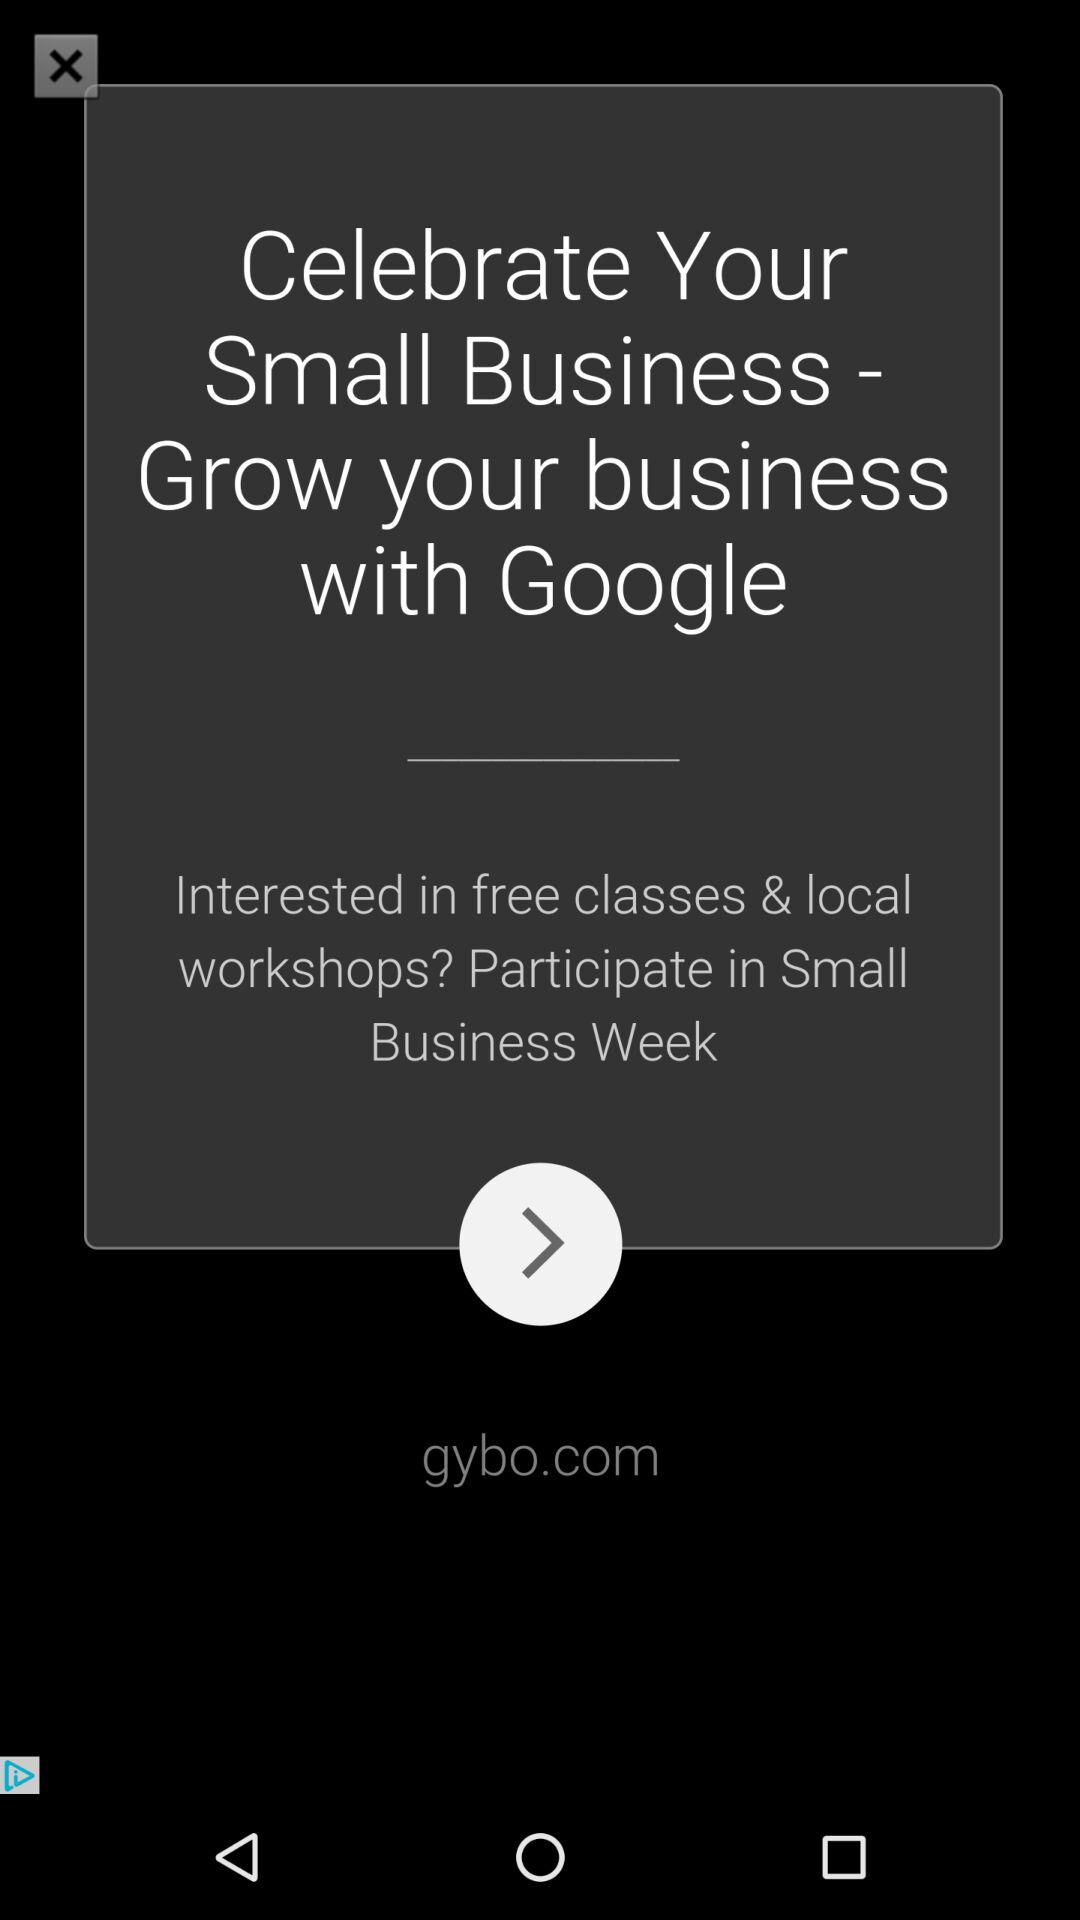 Celebrate Your
Small Business -
Grow your business
with Google
Interested in free classes & local
workshops? Participate in Small
Business Week
gybo.com